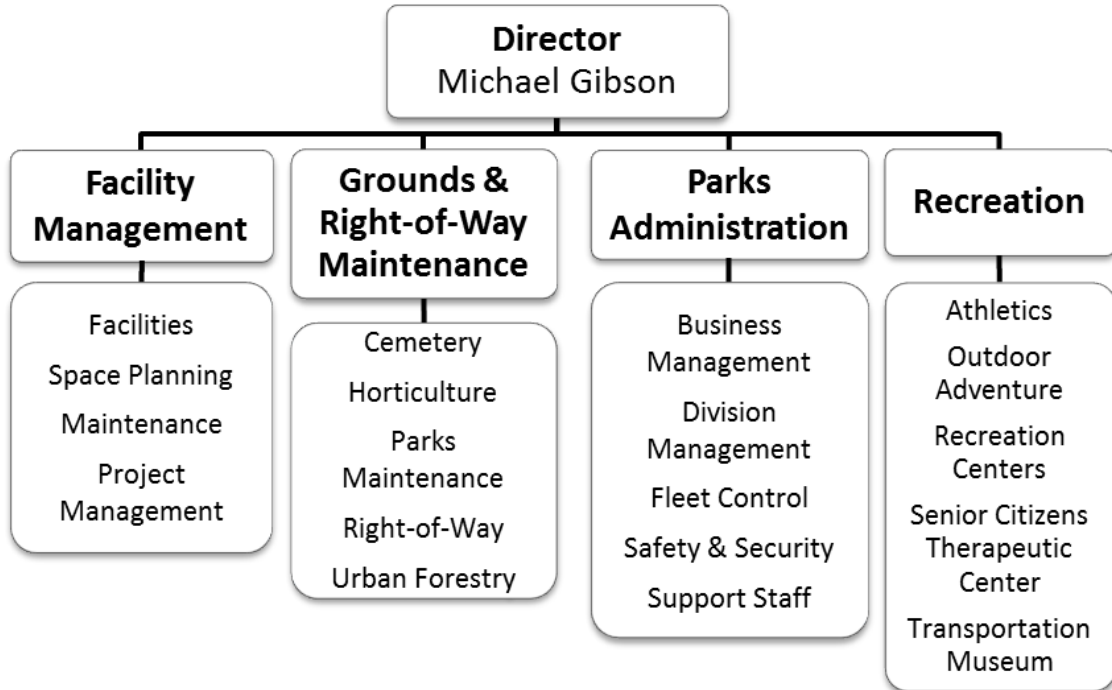 Director
Michael Gibson
Facility
Management
Facilities
Space Planning
Maintenance
Project
Management
Grounds &
Right-of-Way
Maintenance
Cemetery
Horticulture
Parks
Maintenance
Right-of-Way
Urban Forestry
Parks
Administration
Business
Management
Division
Management
Fleet Control
Safety & Security
Support Staff
Recreation
Athletics
Outdoor
Adventure
Recreation
Centers
Senior Citizens
Therapeutic
Center
Transportation
Museum